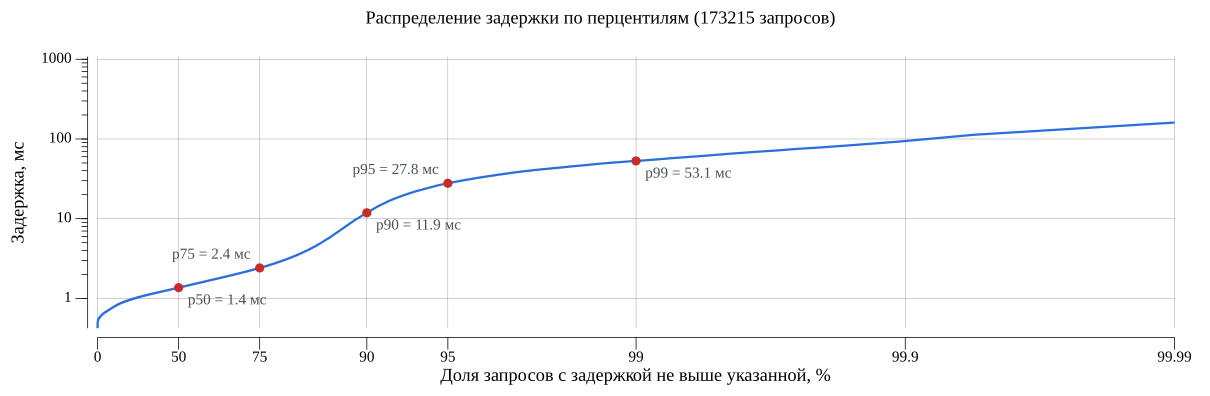 Распределение задержки по перцентилям (173215 запросов)
1000
100
10
1
Задержка, мс
p95 = 27.8 мс
p99 = 53.1 мс
p90 = 11.9 мс
p75 = 2.4 мс
p50 = 1.4 мс
0 50 75 90 95 99 99.9 99.99
Доля запросов с задержкой не выше указанной, %